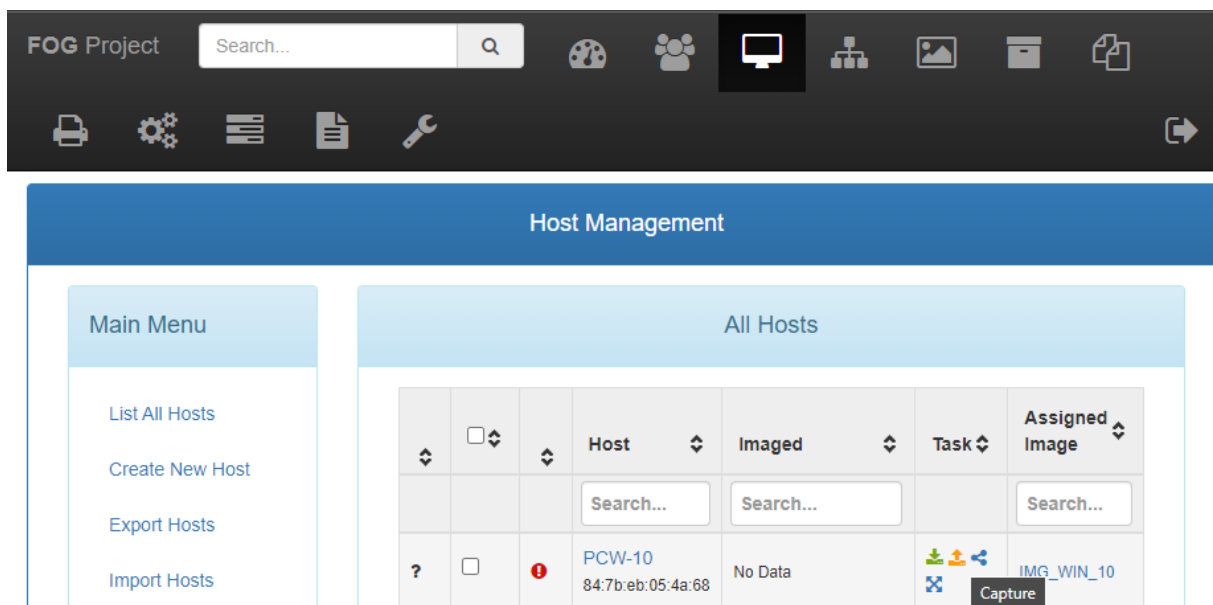 FOG Project
Search...
Host Management
Main Menu
All Hosts
List All Hosts
Create New Host
Export Hosts
Import Hosts
Host
Imaged
Task
Assigned
Image
Search...
Search...
Search...
?
PCW-10
84:7b:eb:05:4a:68
No Data
IMG_WIN_10
Capture